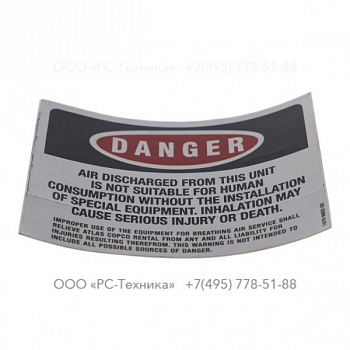 ООО «РС-Техника» +7(495) 778-51-88
DANGER
AIR DISCHARGED FROM THIS UNIT
IS NOT SUITABLE FOR HUMAN
CONSUMPTION WITHOUT THE INSTALLATION
OF SPECIAL EQUIPMENT. INHALATION MAY
CAUSE SERIOUS INJURY OR DEATH.
IMPROPER USE OF THE EQUIPMENT FOR BREATHING AIR SERVICE SHALL
RELIEVE ATLAS COPCO RENTAL FROM ANY AND ALL LIABILITY FOR
INJURIES RESULTING THEREFROM. THIS WARNING IS NOT INTENDED TO
INCLUDE ALL POSSIBLE SOURCES OF DANGER.
ООО «РС-Техника» +7(495) 778-51-88